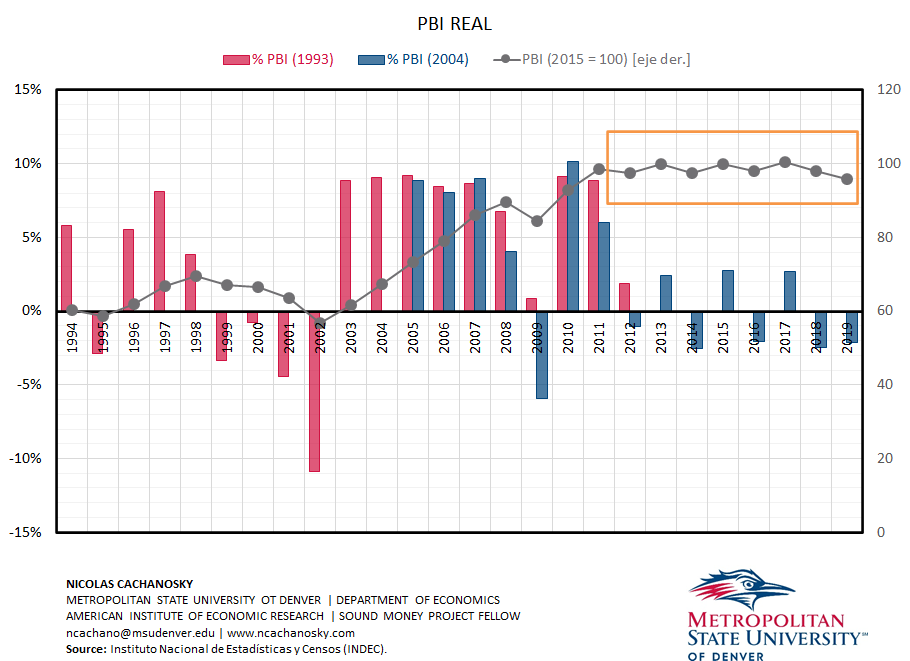 PBI REAL
% PBI (1993) % PBI (2004) PBI (2015 = 100) [eje der.]
15% 120
10% 100
5% 80
0% 60
1994 1995 1996 1997 1998 1999 2000 2001 2002 2003 2004 2005 2006 2007 2008 2009 2010 2011 2012 2013 2014 2015 2016 2017 2018 2019
-5% 40
-10% 20
-15% 0
NICOLAS CACHANOSKY
METROPOLITAN STATE UNIVERSITY OT DENVER | DEPARTMENT OF ECONOMICS
AMERICAN INSTITUTE OF ECONOMIC RESEARCH | SOUND MONEY PROJECT FELLOW
ncachano@msudenver.edu | www.ncachanosky.com
Source: Instituto Nacional de Estadísticas y Censos (INDEC).
METROPOLITAN
STATE UNIVERSITY™
OF DENVER